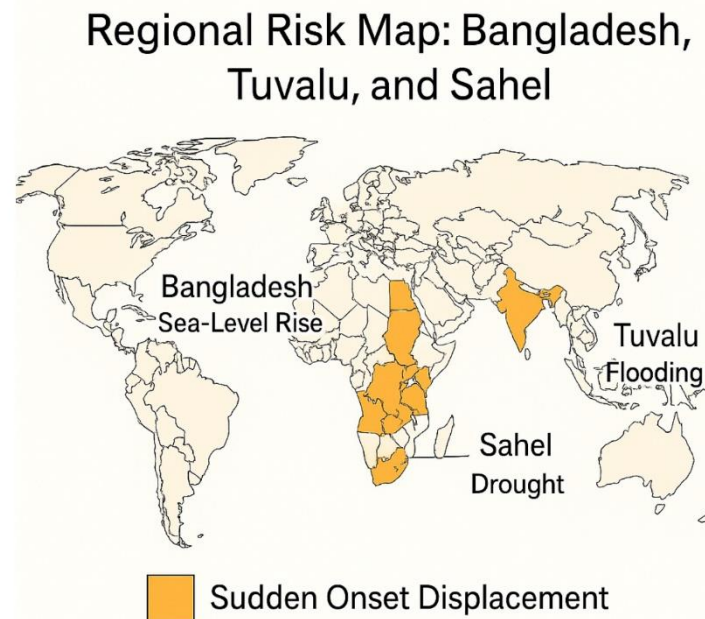 Regional Risk Map: Bangladesh,
Tuvalu, and Sahel
Bangladesh
Sea-Level Rise
Tuvalu
Flooding
Sahel
Drought
Sudden Onset Displacement